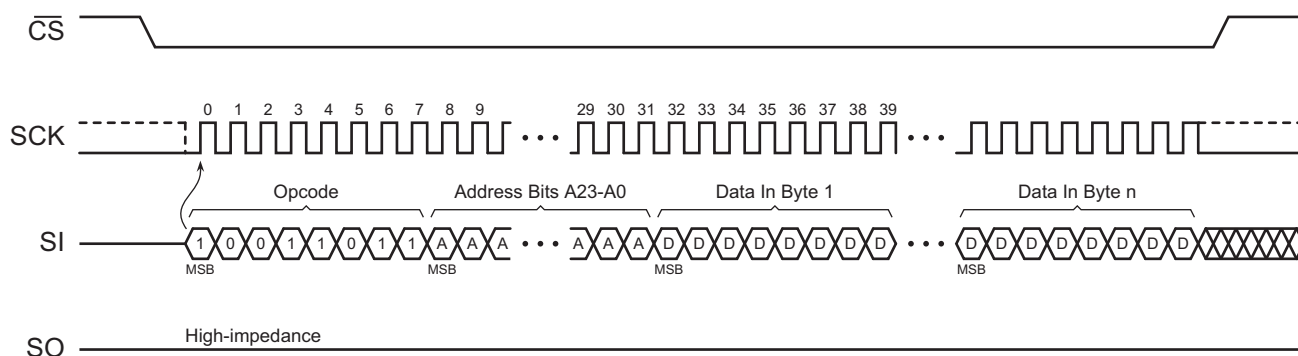 CS
0 1 2 3 4 5 6 7 8 9 29 30 31 32 33 34 35 36 37 38 39
SCK
Opcode Address Bits A23-A0 Data In Byte 1 Data In Byte n
SI 1 0 0 1 1 0 1 1 A A A A A A D D D D D D D D D D D D D D D D
MSB MSB MSB MSB
High-impedance
SO